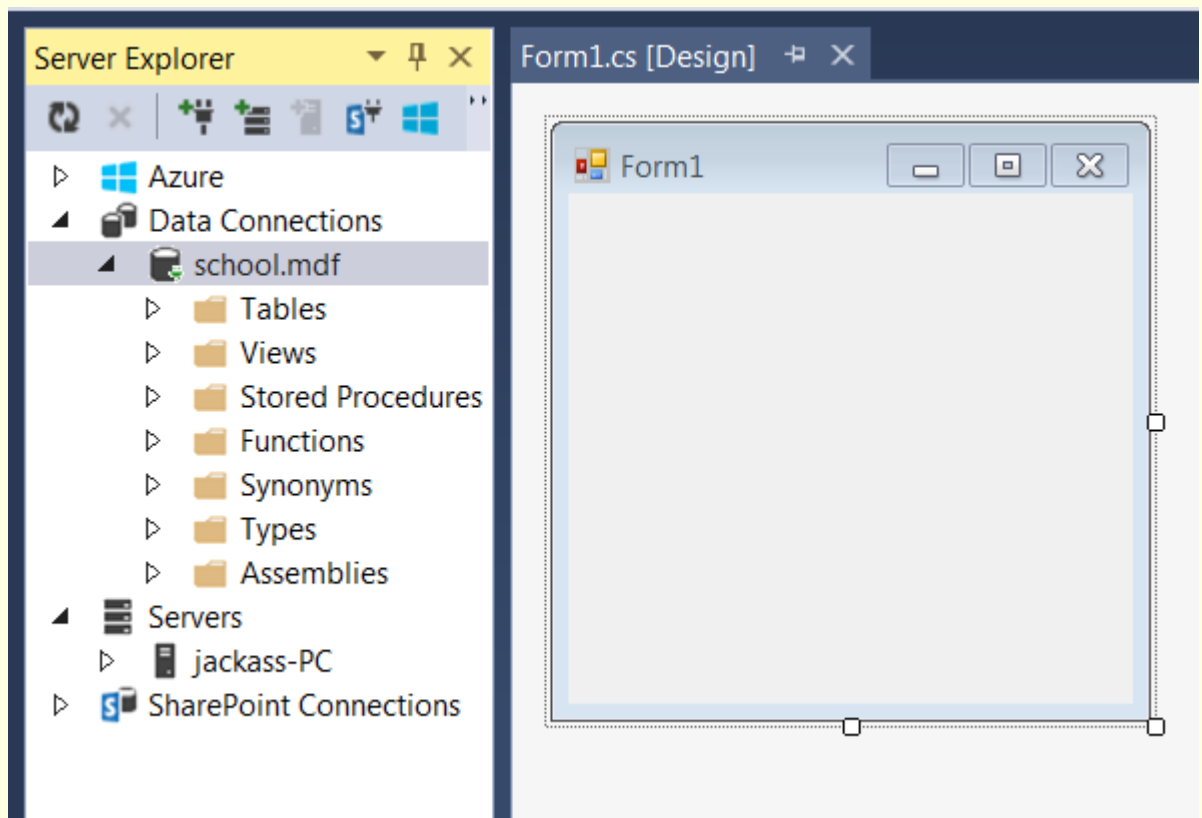 Server Explorer
Form1.cs [Design]
Azure
Data Connections
school.mdf
Tables
Views
Stored Procedures
Functions
Synonyms
Types
Assemblies
Servers
jackass-PC
SharePoint Connections
Form1